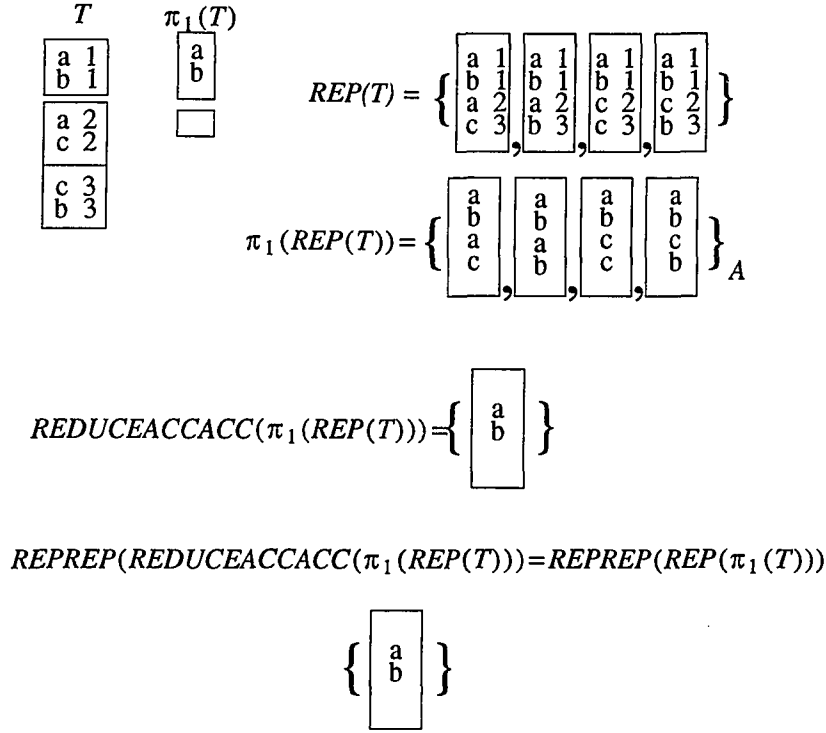 T π₁(T)
a 1
b 1
a 2
c 2
c 3
b 3
a
b
REP(T) = { a 1 b 1 a 2 c 3 , a 1 b 1 a 2 b 3 , a 1 b 1 c 2 c 3 , a 1 b 1 c 2 b 3 }
π₁(REP(T)) = { a b a c , a b a b , a b c c , a b c b }A
REDUCEACCACC(π₁(REP(T)))={ a b }
REPREP(REDUCEACCACC(π₁(REP(T)))=REPREP(REP(π₁(T)))
{ a b }